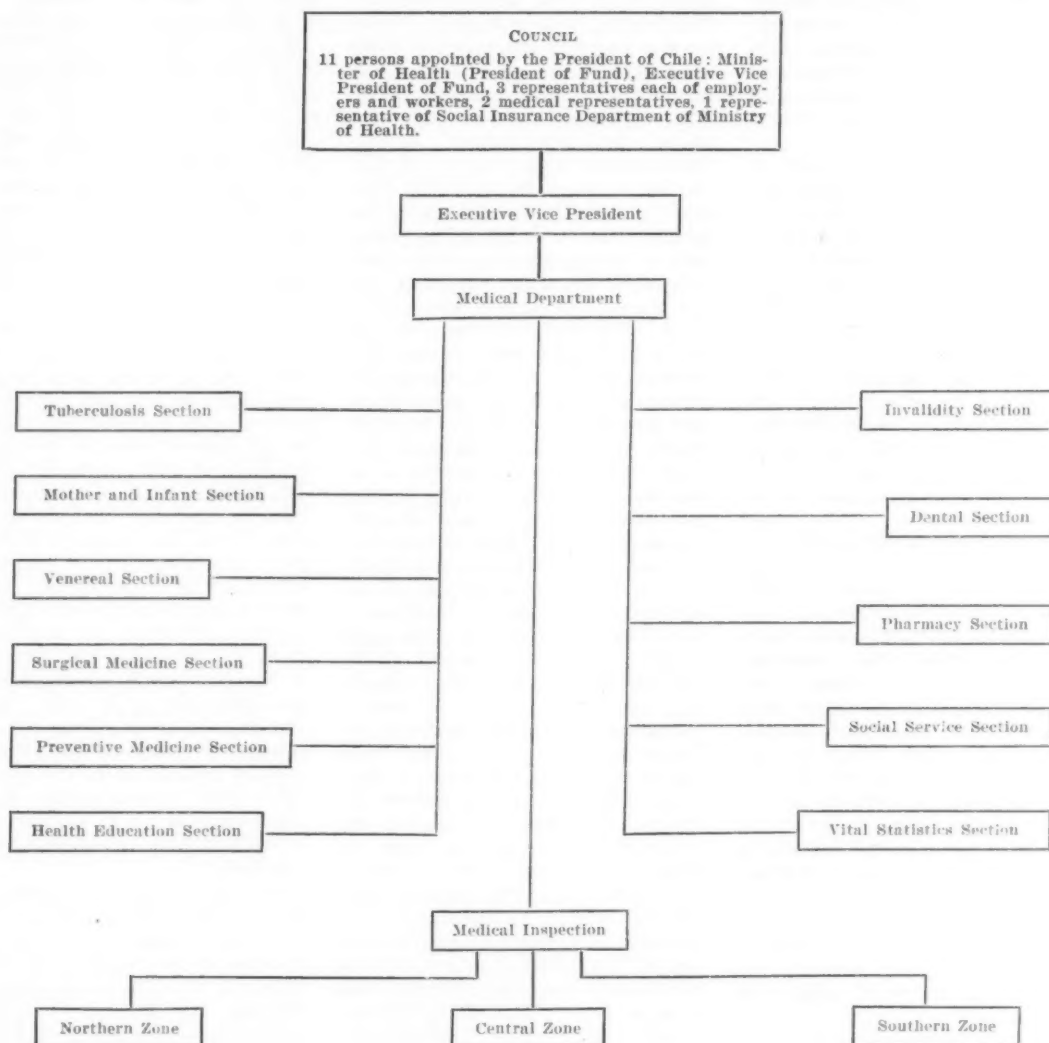 COUNCIL
11 persons appointed by the President of Chile: Minis-
ter of Health (President of Fund), Executive Vice
President of Fund, 3 representatives each of employ-
ers and workers, 2 medical representatives, 1 repre-
sentative of Social Insurance Department of Ministry
of Health.
Executive Vice President
Medical Department
Tuberculosis Section
Invalidity Section
Mother and Infant Section
Dental Section
Venereal Section
Pharmacy Section
Surgical Medicine Section
Social Service Section
Preventive Medicine Section
Health Education Section
Vital Statistics Section
Medical Inspection
Northern Zone
Central Zone
Southern Zone